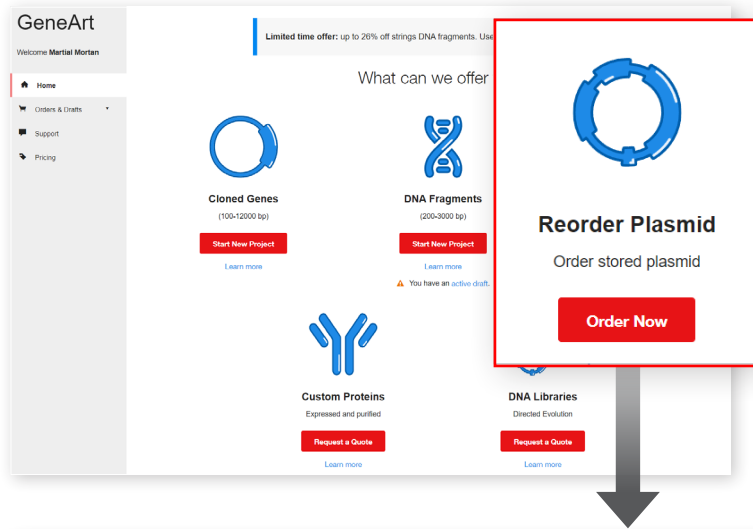 GeneArt
Welcome Martial Mortan
Home
Orders & Drafts
Support
Pricing
Limited time offer: up to 26% off strings DNA fragments. Use
What can we offer
Cloned Genes
(100-12000 bp)
Start New Project
Learn more
DNA Fragments
(200-3000 bp)
Start New Project
Learn more
You have an active draft.
Reorder Plasmid
Order stored plasmid
Order Now
Custom Proteins
Expressed and purified
Request a Quote
Learn more
DNA Libraries
Directed Evolution
Request a Quote
Learn more